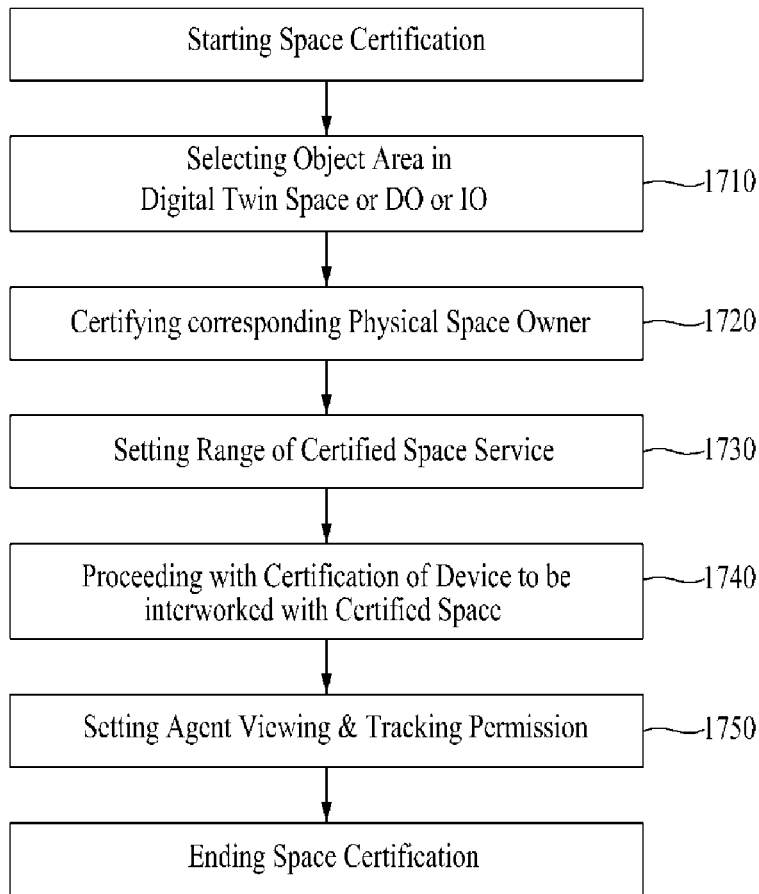 Starting Space Certification
Selecting Object Area in
Digital Twin Space or DO or IO
1710
Certifying corresponding Physical Space Owner
1720
Setting Range of Certified Space Service
1730
Proceeding with Certification of Device to be
interworked with Certified Space
1740
Setting Agent Viewing & Tracking Permission
1750
Ending Space Certification